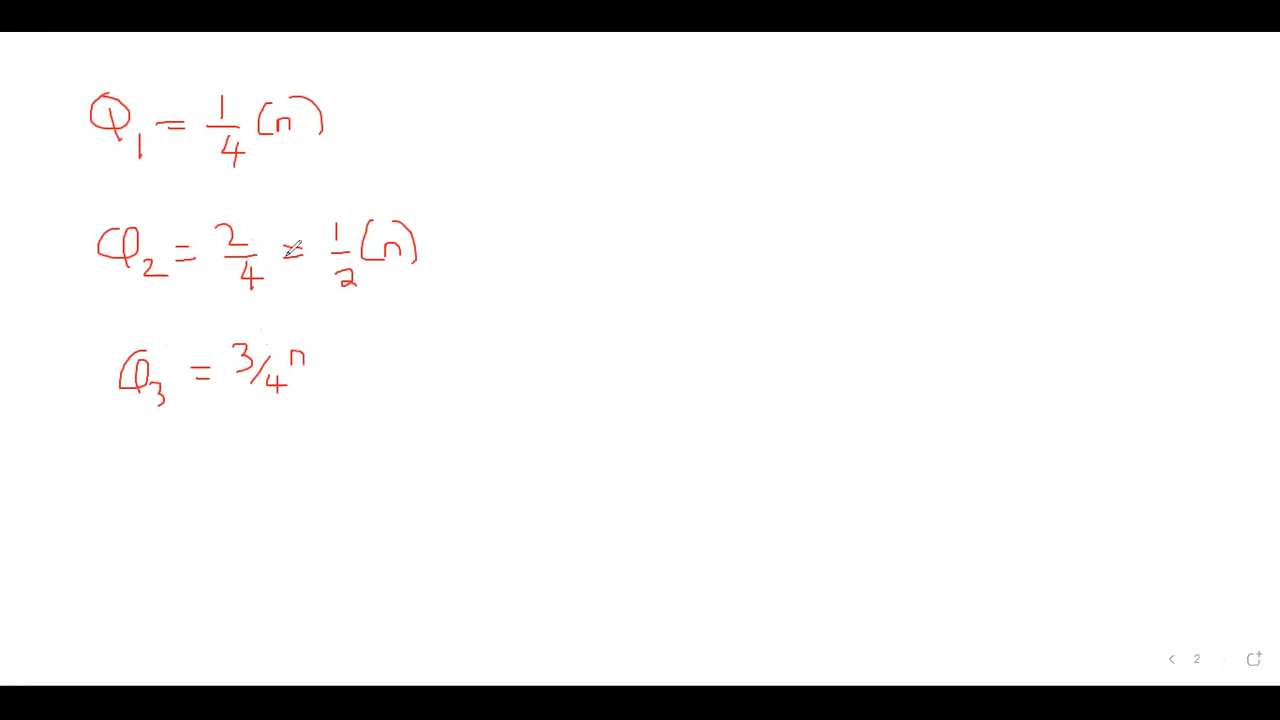 Q₁ = 1/4 (n)
Q₂ = 2/4 = 1/2 (n)
Q₃ = 3/4 n
< 2